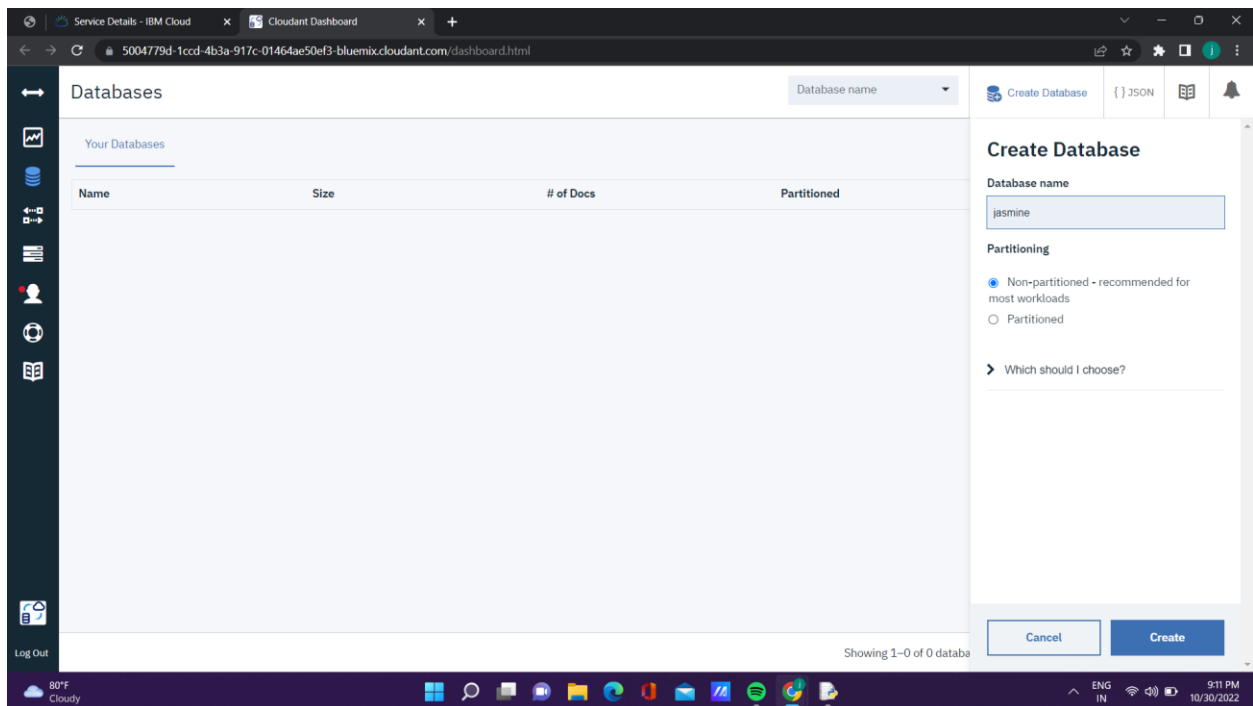 Service Details - IBM Cloud
Cloudant Dashboard
5004779d-1ccd-4b3a-917c-01464ae50ef3-bluemix.cloudant.com/dashboard.html
Databases
Database name
Create Database
{ } JSON
Your Databases
Name Size # of Docs Partitioned
Create Database
Database name
jasmine
Partitioning
Non-partitioned - recommended for
most workloads
Partitioned
Which should I choose?
Cancel
Create
Showing 1–0 of 0 databa
Log Out
80°F
Cloudy
ENG
IN
9:11 PM
10/30/2022